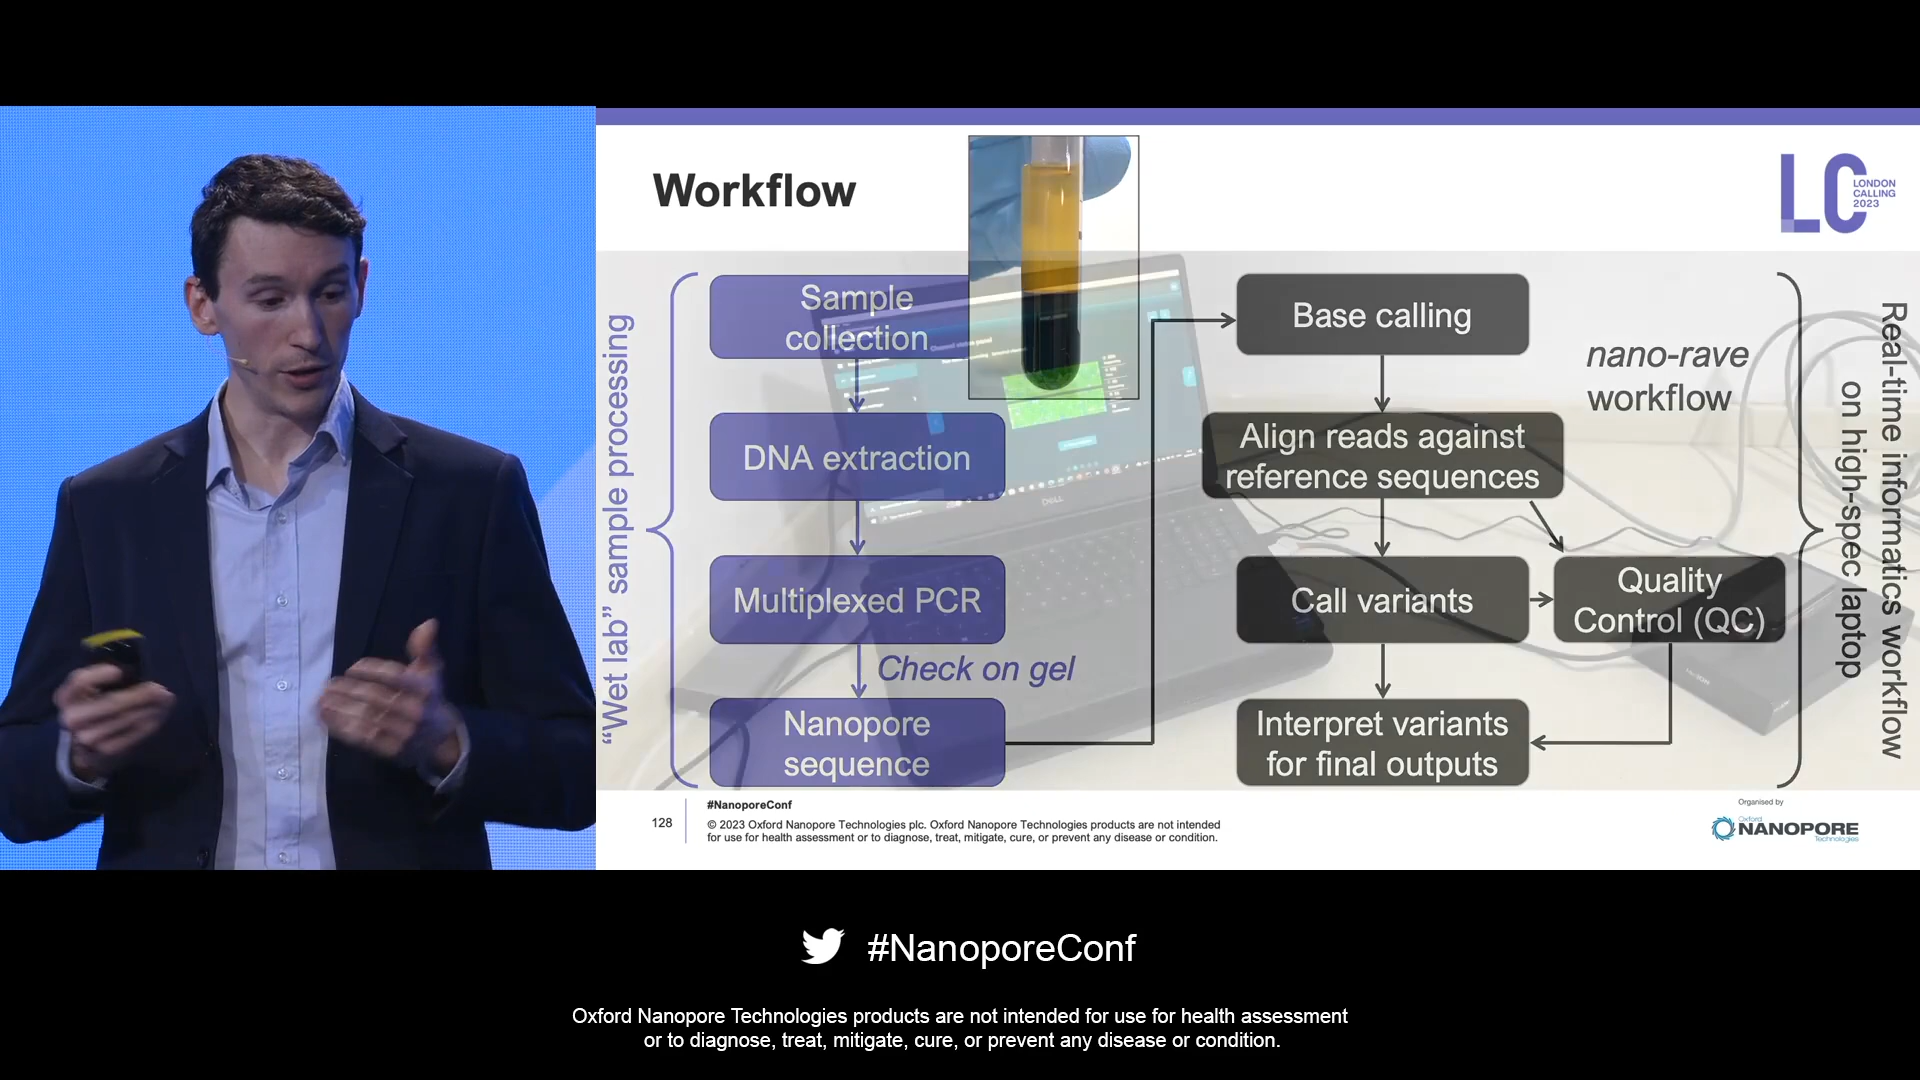 Workflow
LC
LONDON
CALLING
2023
"Wet lab" sample processing
Sample
collection
DNA extraction
Multiplexed PCR
Check on gel
Nanopore
sequence
Base calling
nano-rave
workflow
Align reads against
reference sequences
Call variants
Quality
Control (QC)
Interpret variants
for final outputs
Real-time informatics workflow
on high-spec laptop
DELL
128
#NanoporeConf
© 2023 Oxford Nanopore Technologies plc. Oxford Nanopore Technologies products are not intended
for use for health assessment or to diagnose, treat, mitigate, cure, or prevent any disease or condition.
Organised by
Oxford
NANOPORE
Technologies
#NanoporeConf
Oxford Nanopore Technologies products are not intended for use for health assessment
or to diagnose, treat, mitigate, cure, or prevent any disease or condition.